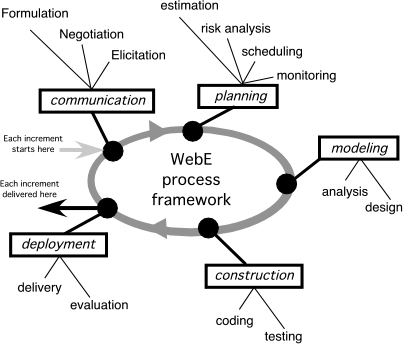 estimation
Formulation
risk analysis
Negotiation
scheduling
Elicitation
monitoring
communication
planning
Each increment
starts here
WebE
process
framework
modeling
Each increment
delivered here
analysis
design
deployment
construction
delivery
evaluation
coding
testing